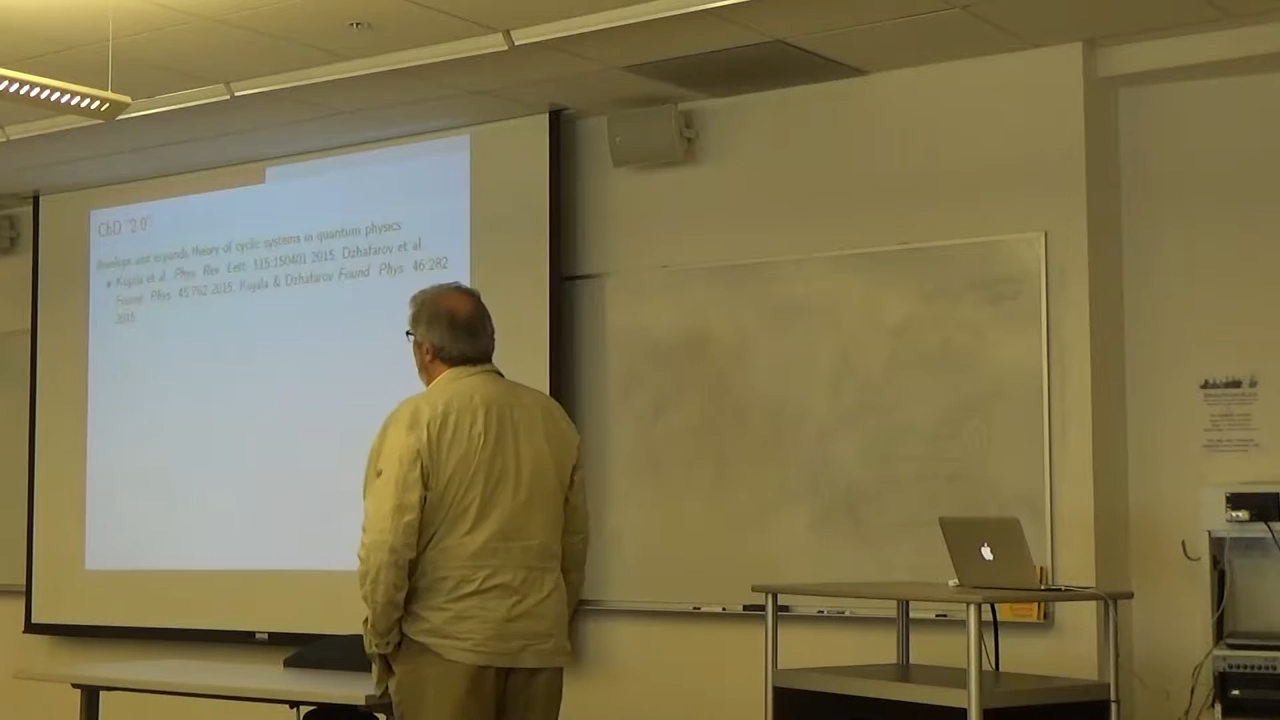 CbD "2.0"
develops and expands theory of cyclic systems in quantum physics
Kujala et al. Phys. Rev. Lett. 115:150401 2015. Dzhafarov et al
Found. Phys. 45:762 2015. Kujala & Dzhafarov Found. Phys. 46:282
2015.